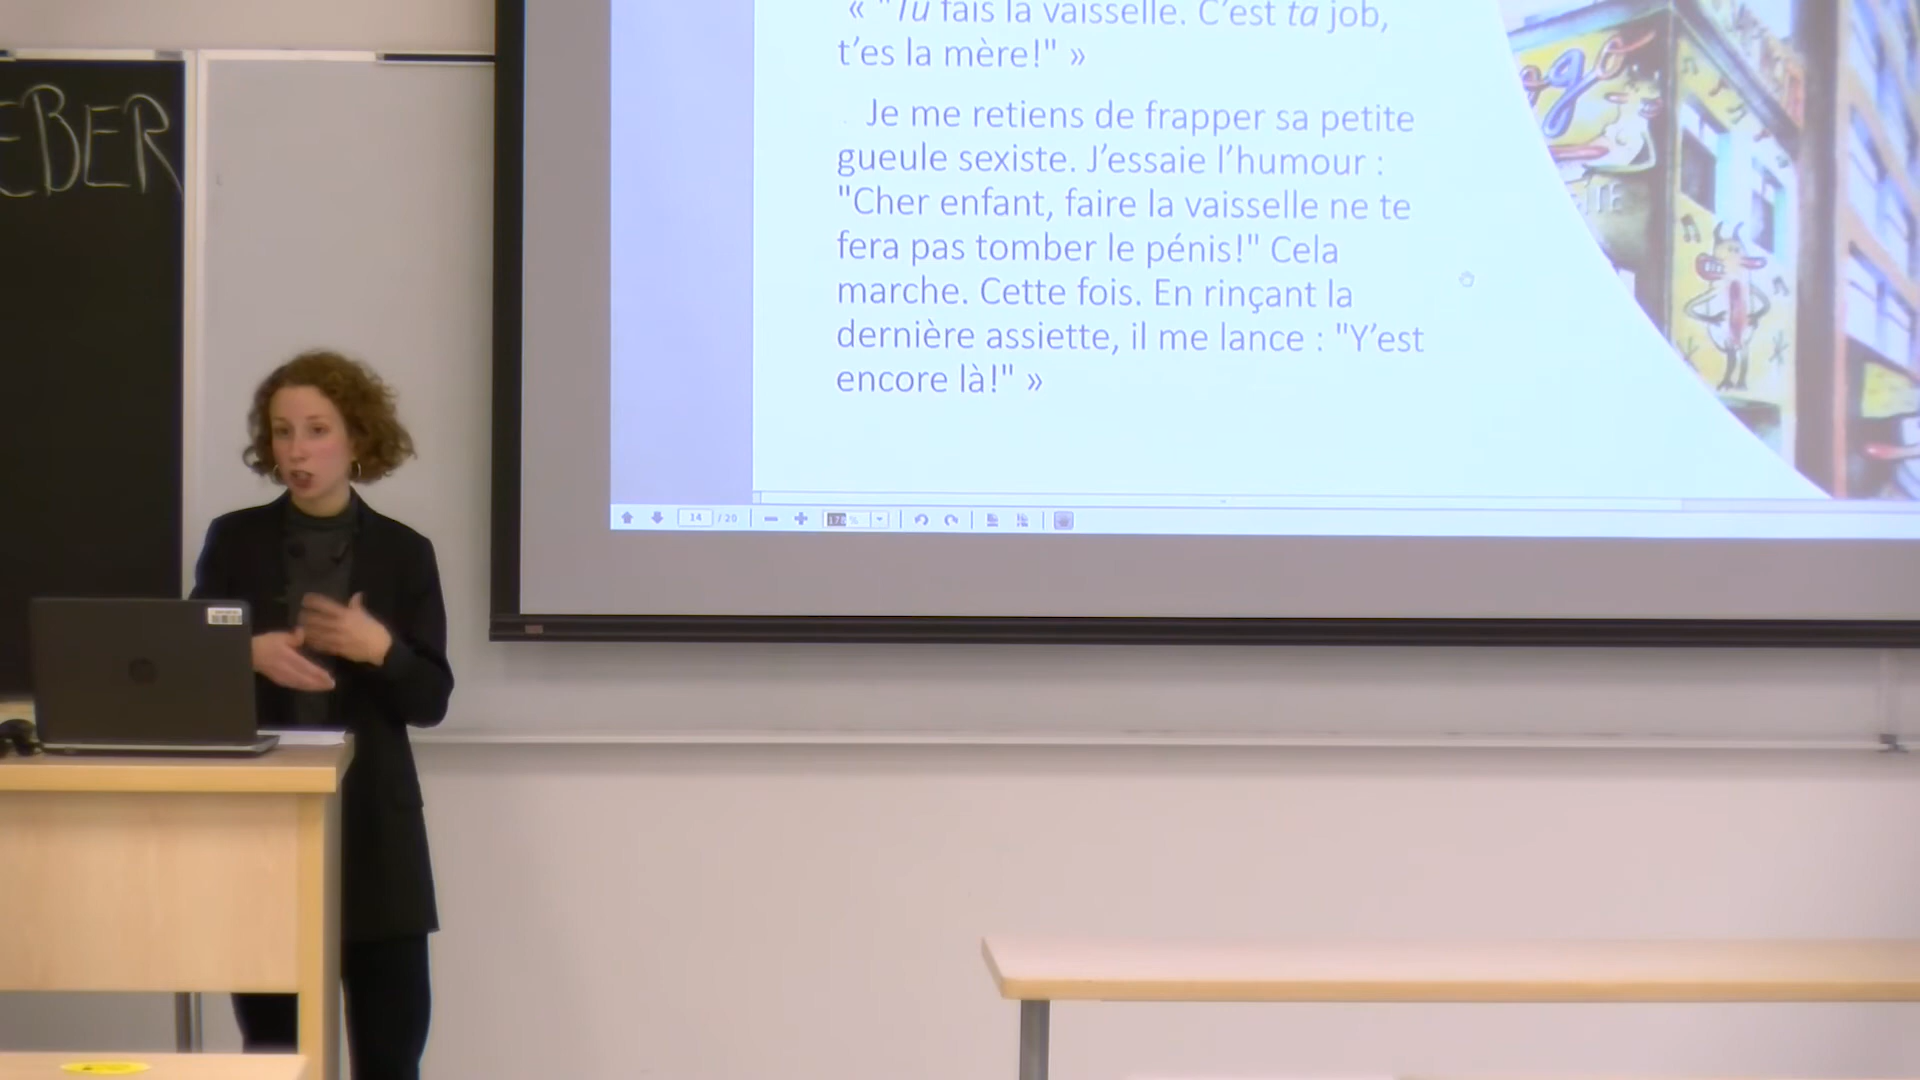 EBER
« "Tu fais la vaisselle. C’est ta job,
t’es la mère!" »
Je me retiens de frapper sa petite
gueule sexiste. J’essaie l’humour :
"Cher enfant, faire la vaisselle ne te
fera pas tomber le pénis!" Cela
marche. Cette fois. En rinçant la
dernière assiette, il me lance : "Y’est
encore là!" »
14 / 20